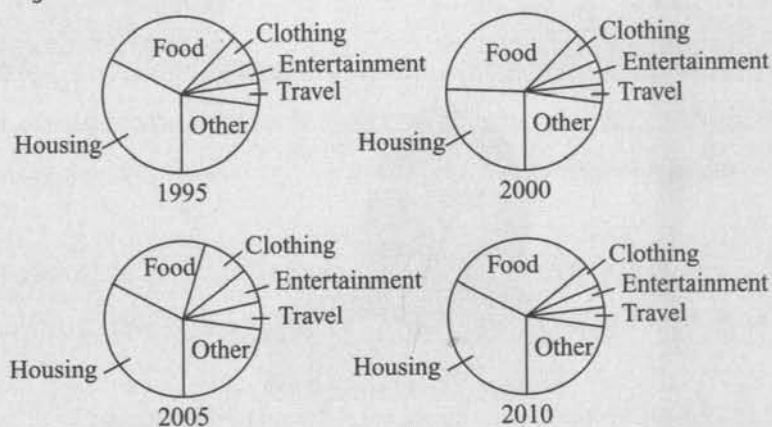 Food
Clothing
Entertainment
Travel
Other
Housing
1995
Food
Clothing
Entertainment
Travel
Other
Housing
2000
Food
Clothing
Entertainment
Travel
Other
Housing
2005
Food
Clothing
Entertainment
Travel
Other
Housing
2010